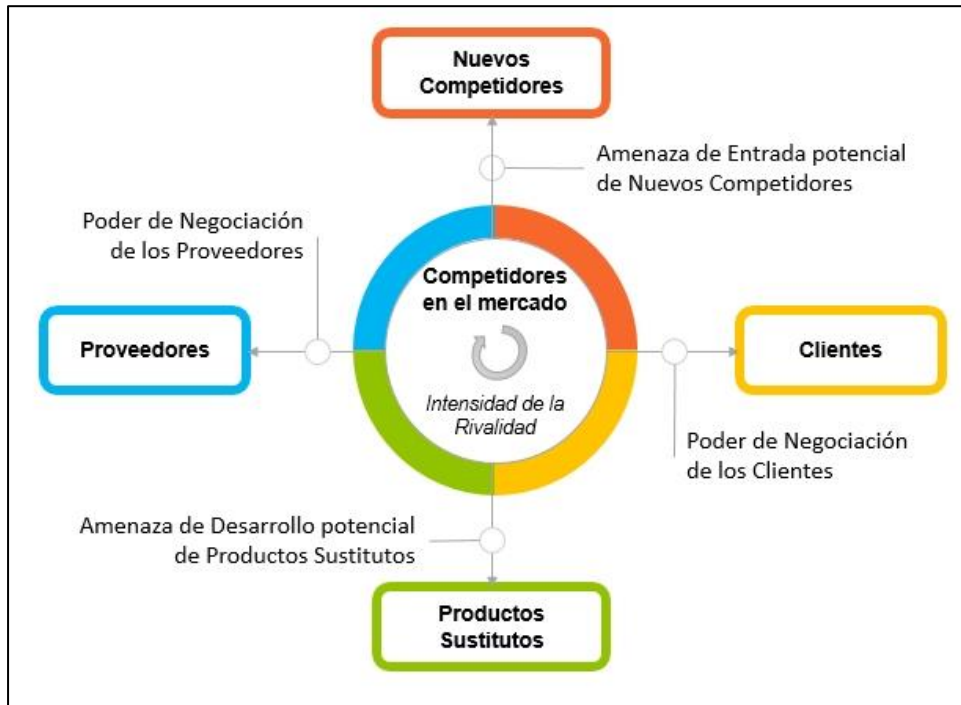 Nuevos
Competidores
Amenaza de Entrada potencial
de Nuevos Competidores
Poder de Negociación
de los Proveedores
Competidores
en el mercado
Proveedores
Clientes
Intensidad de la
Rivalidad
Poder de Negociación
de los Clientes
Amenaza de Desarrollo potencial
de Productos Sustitutos
Productos
Sustitutos